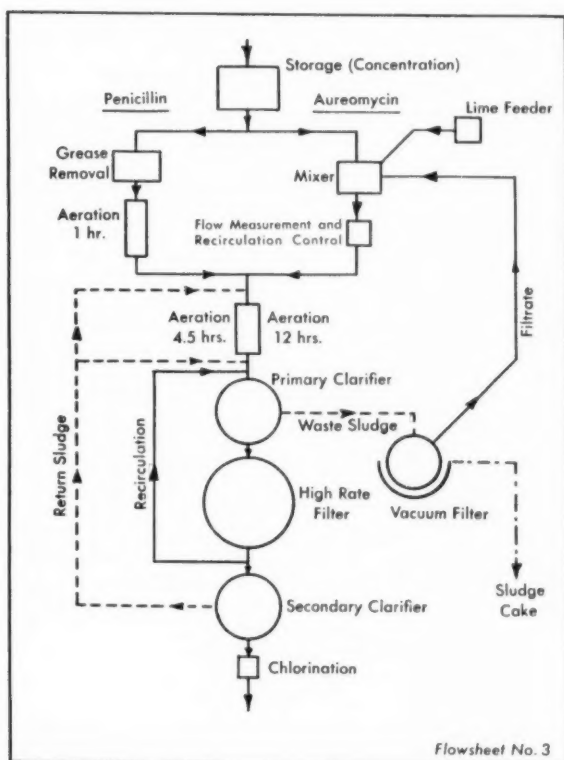 Storage (Concentration)
Penicillin
Aureomycin
Lime Feeder
Grease
Removal
Mixer
Aeration
1 hr.
Flow Measurement and
Recirculation Control
Aeration
4.5 hrs.
Aeration
12 hrs.
Filtrate
Primary Clarifier
Waste Sludge
Return Sludge
Recirculation
High Rate
Filter
Vacuum Filter
Sludge
Cake
Secondary Clarifier
Chlorination
Flowsheet No. 3